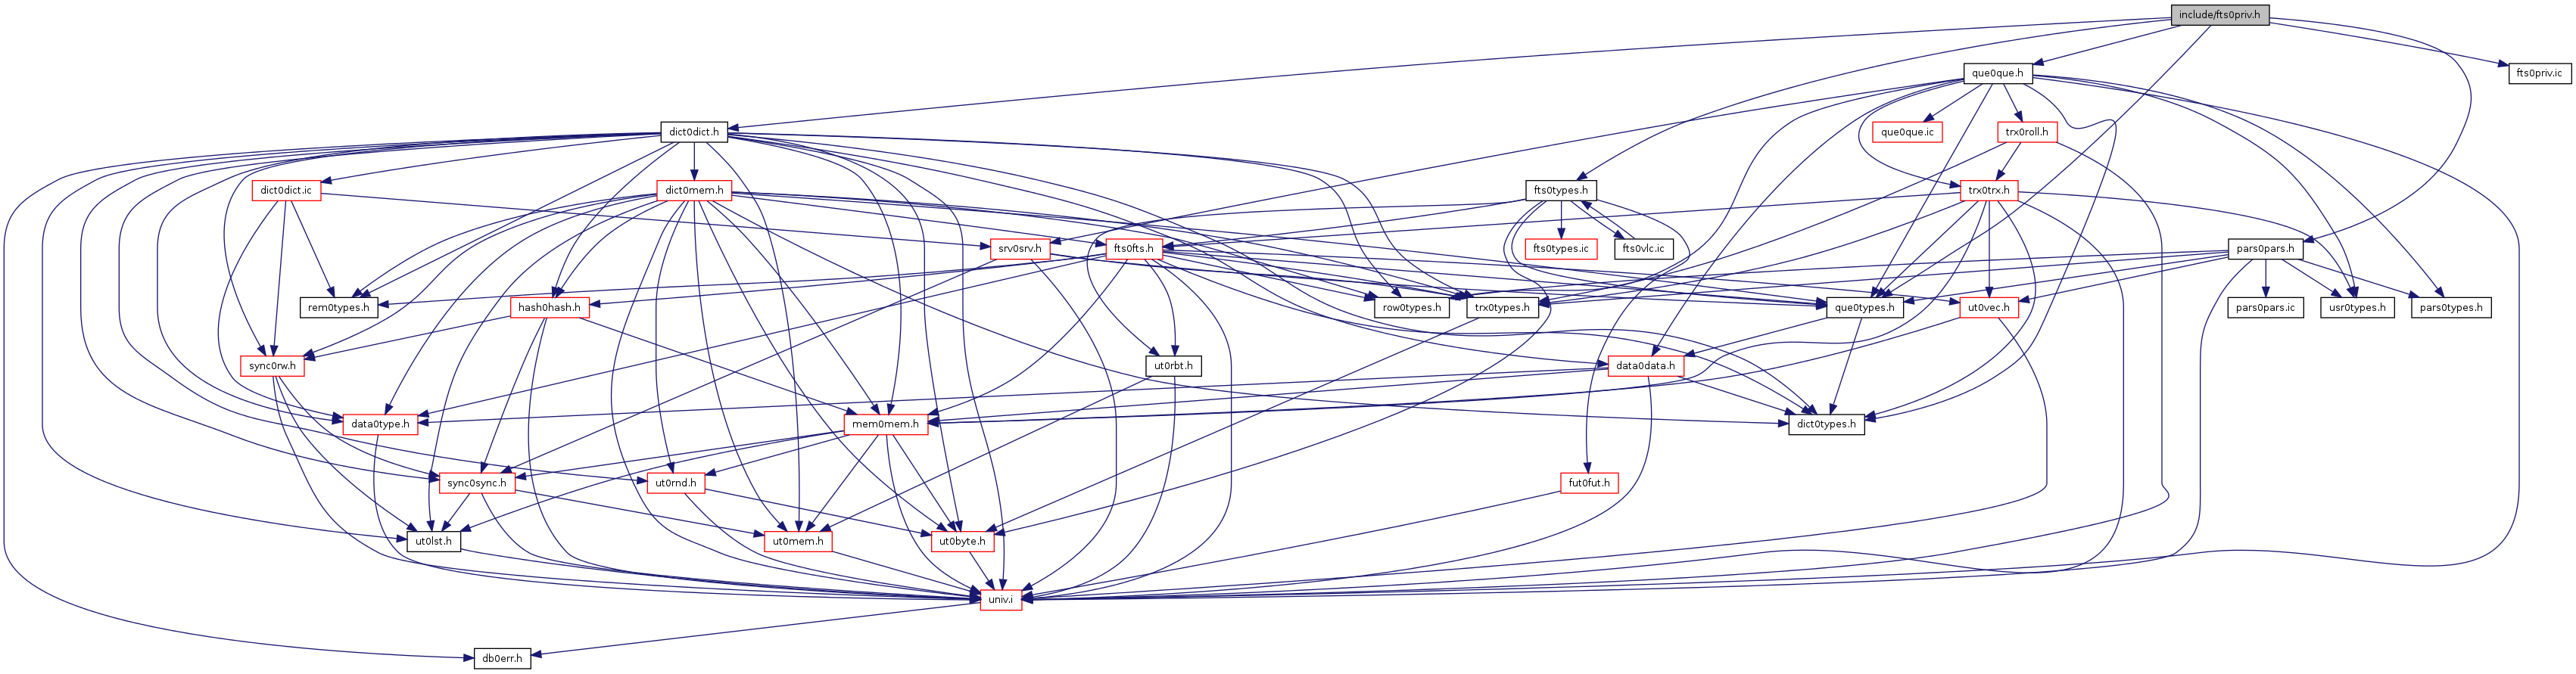 include/fts0priv.h
que0que.h
fts0priv.ic
dict0dict.h
que0que.ic
trx0roll.h
dict0dict.ic
dict0mem.h
fts0types.h
trx0trx.h
srv0srv.h
fts0fts.h
fts0types.ic
fts0vlc.ic
pars0pars.h
rem0types.h
hash0hash.h
row0types.h
trx0types.h
que0types.h
ut0vec.h
pars0pars.ic
usr0types.h
pars0types.h
sync0rw.h
ut0rbt.h
data0data.h
data0type.h
mem0mem.h
dict0types.h
sync0sync.h
ut0rnd.h
fut0fut.h
ut0lst.h
ut0mem.h
ut0byte.h
univ.i
db0err.h